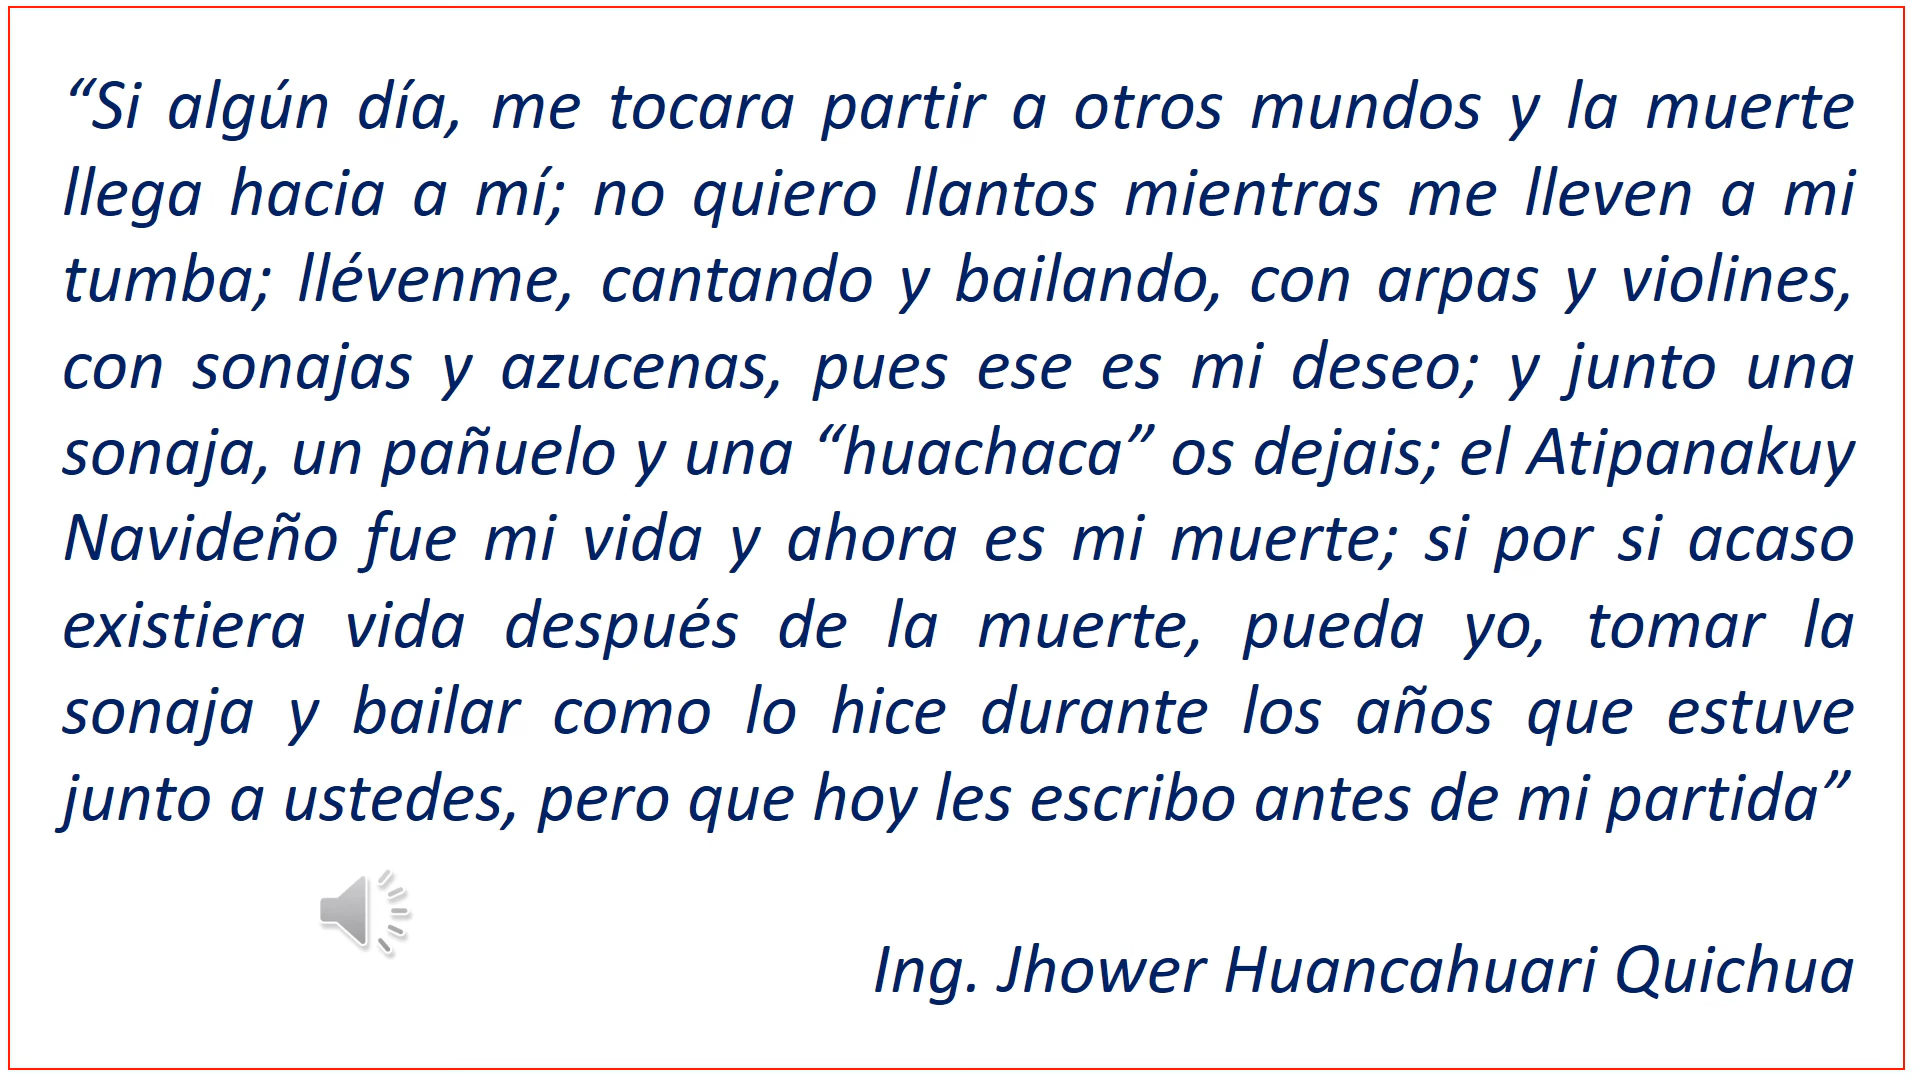 “Si algún día, me tocara partir a otros mundos y la muerte
llega hacia a mí; no quiero llantos mientras me lleven a mi
tumba; llévenme, cantando y bailando, con arpas y violines,
con sonajas y azucenas, pues ese es mi deseo; y junto una
sonaja, un pañuelo y una “huachaca” os dejais; el Atipanakuy
Navideño fue mi vida y ahora es mi muerte; si por si acaso
existiera vida después de la muerte, pueda yo, tomar la
sonaja y bailar como lo hice durante los años que estuve
junto a ustedes, pero que hoy les escribo antes de mi partida”
Ing. Jhower Huancahuari Quichua